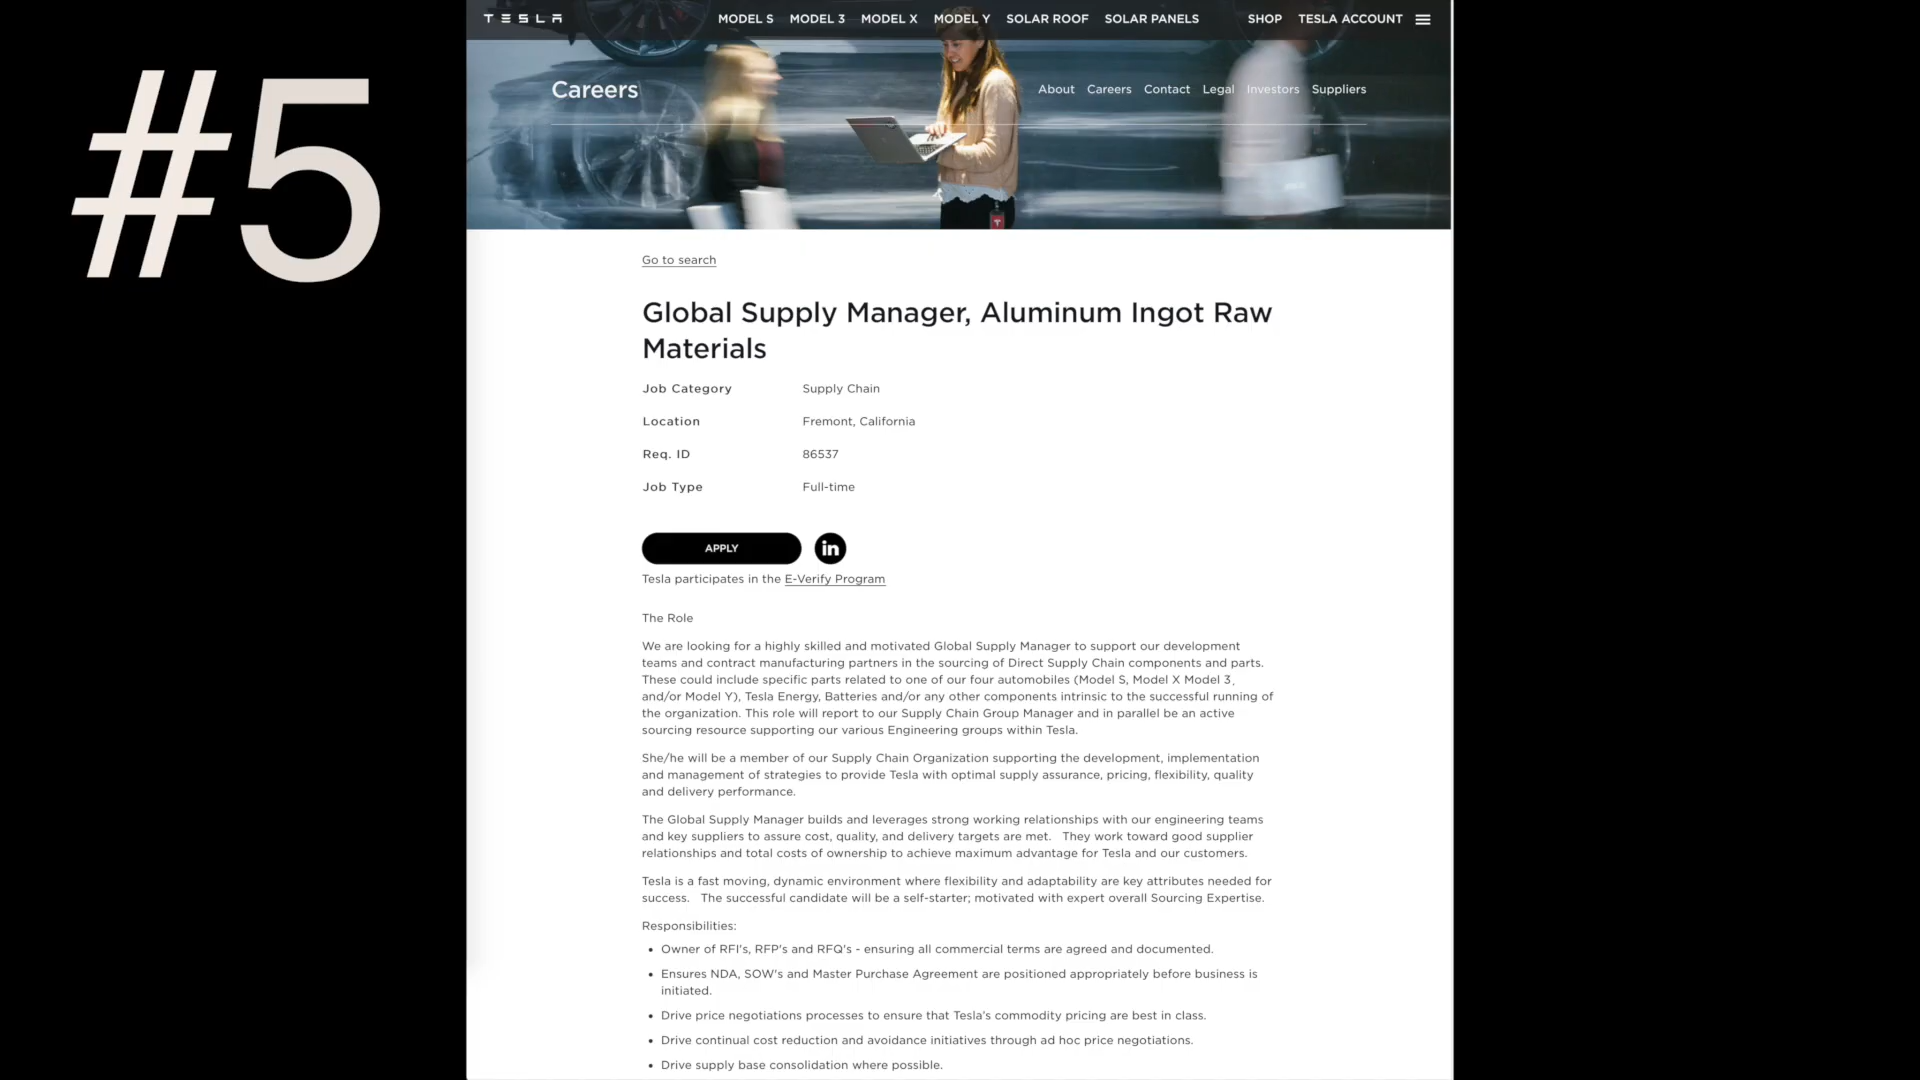 #5
TESLA
MODEL S MODEL 3 MODEL X MODEL Y SOLAR ROOF SOLAR PANELS SHOP TESLA ACCOUNT
Careers
About Careers Contact Legal Investors Suppliers
Go to search
Global Supply Manager, Aluminum Ingot Raw
Materials
Job Category Supply Chain
Location Fremont, California
Req. ID 86537
Job Type Full-time
APPLY in
Tesla participates in the E-Verify Program
The Role
We are looking for a highly skilled and motivated Global Supply Manager to support our development
teams and contract manufacturing partners in the sourcing of Direct Supply Chain components and parts.
These could include specific parts related to one of our four automobiles (Model S, Model X Model 3,
and/or Model Y), Tesla Energy, Batteries and/or any other components intrinsic to the successful running of
the organization. This role will report to our Supply Chain Group Manager and in parallel be an active
sourcing resource supporting our various Engineering groups within Tesla.
She/he will be a member of our Supply Chain Organization supporting the development, implementation
and management of strategies to provide Tesla with optimal supply assurance, pricing, flexibility, quality
and delivery performance.
The Global Supply Manager builds and leverages strong working relationships with our engineering teams
and key suppliers to assure cost, quality, and delivery targets are met. They work toward good supplier
relationships and total costs of ownership to achieve maximum advantage for Tesla and our customers.
Tesla is a fast moving, dynamic environment where flexibility and adaptability are key attributes needed for
success. The successful candidate will be a self-starter; motivated with expert overall Sourcing Expertise.
Responsibilities:
• Owner of RFI's, RFP's and RFQ's - ensuring all commercial terms are agreed and documented.
• Ensures NDA, SOW's and Master Purchase Agreement are positioned appropriately before business is
initiated.
• Drive price negotiations processes to ensure that Tesla's commodity pricing are best in class.
• Drive continual cost reduction and avoidance initiatives through ad hoc price negotiations.
• Drive supply base consolidation where possible.